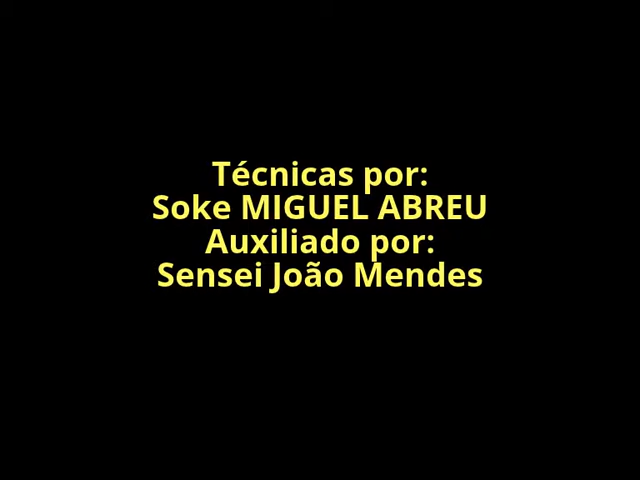 Técnicas por:
Soke MIGUEL ABREU
Auxiliado por:
Sensei João Mendes